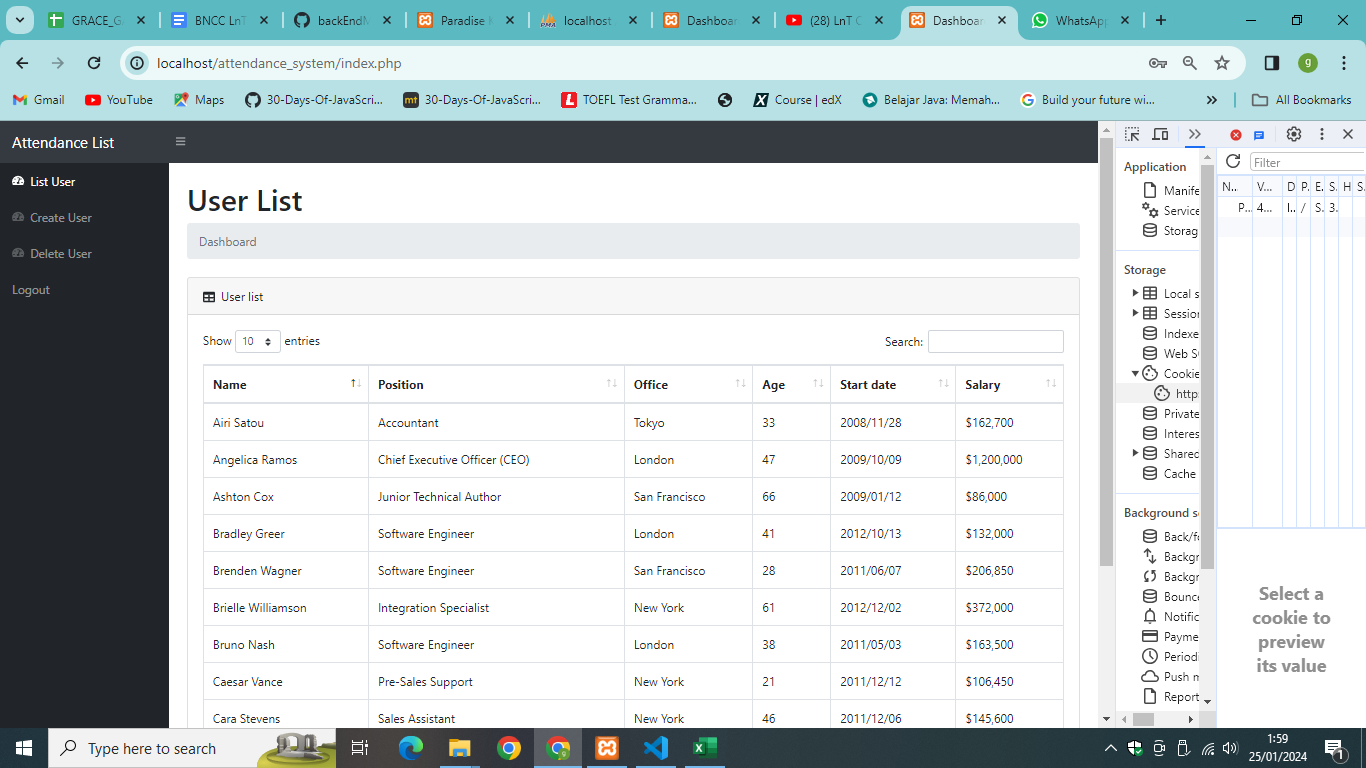 GRACE_G
BNCC LnT
backEndM
Paradise
localhost
Dashboar
(28) LnT C
Dashboar
WhatsApp
localhost/attendance_system/index.php
g
Gmail YouTube Maps 30-Days-Of-JavaScri... 30-Days-Of-JavaScri... TOEFL Test Gramma... Course | edX Belajar Java: Memah... Build your future wi... All Bookmarks
Attendance List
List User
Create User
Delete User
Logout
User List
Dashboard
User list
Show 10 entries
Search:
Name Position Office Age Start date Salary
Airi Satou Accountant Tokyo 33 2008/11/28 $162,700
Angelica Ramos Chief Executive Officer (CEO) London 47 2009/10/09 $1,200,000
Ashton Cox Junior Technical Author San Francisco 66 2009/01/12 $86,000
Bradley Greer Software Engineer London 41 2012/10/13 $132,000
Brenden Wagner Software Engineer San Francisco 28 2011/06/07 $206,850
Brielle Williamson Integration Specialist New York 61 2012/12/02 $372,000
Bruno Nash Software Engineer London 38 2011/05/03 $163,500
Caesar Vance Pre-Sales Support New York 21 2011/12/12 $106,450
Cara Stevens Sales Assistant New York 46 2011/12/06 $145,600
Application
Manife
Service
Storag
Storage
Local s
Session
Indexe
Web S
Cookie
http
Private
Interes
Shared
Cache
Background se
Back/fo
Backgr
Backgr
Bounce
Notific
Payme
Periodi
Push m
Report
Filter
N... V... D P. E. S. H S.
P... 4... I.. / S. 3.
Select a
cookie to
preview
its value
Type here to search
1:59
25/01/2024
1